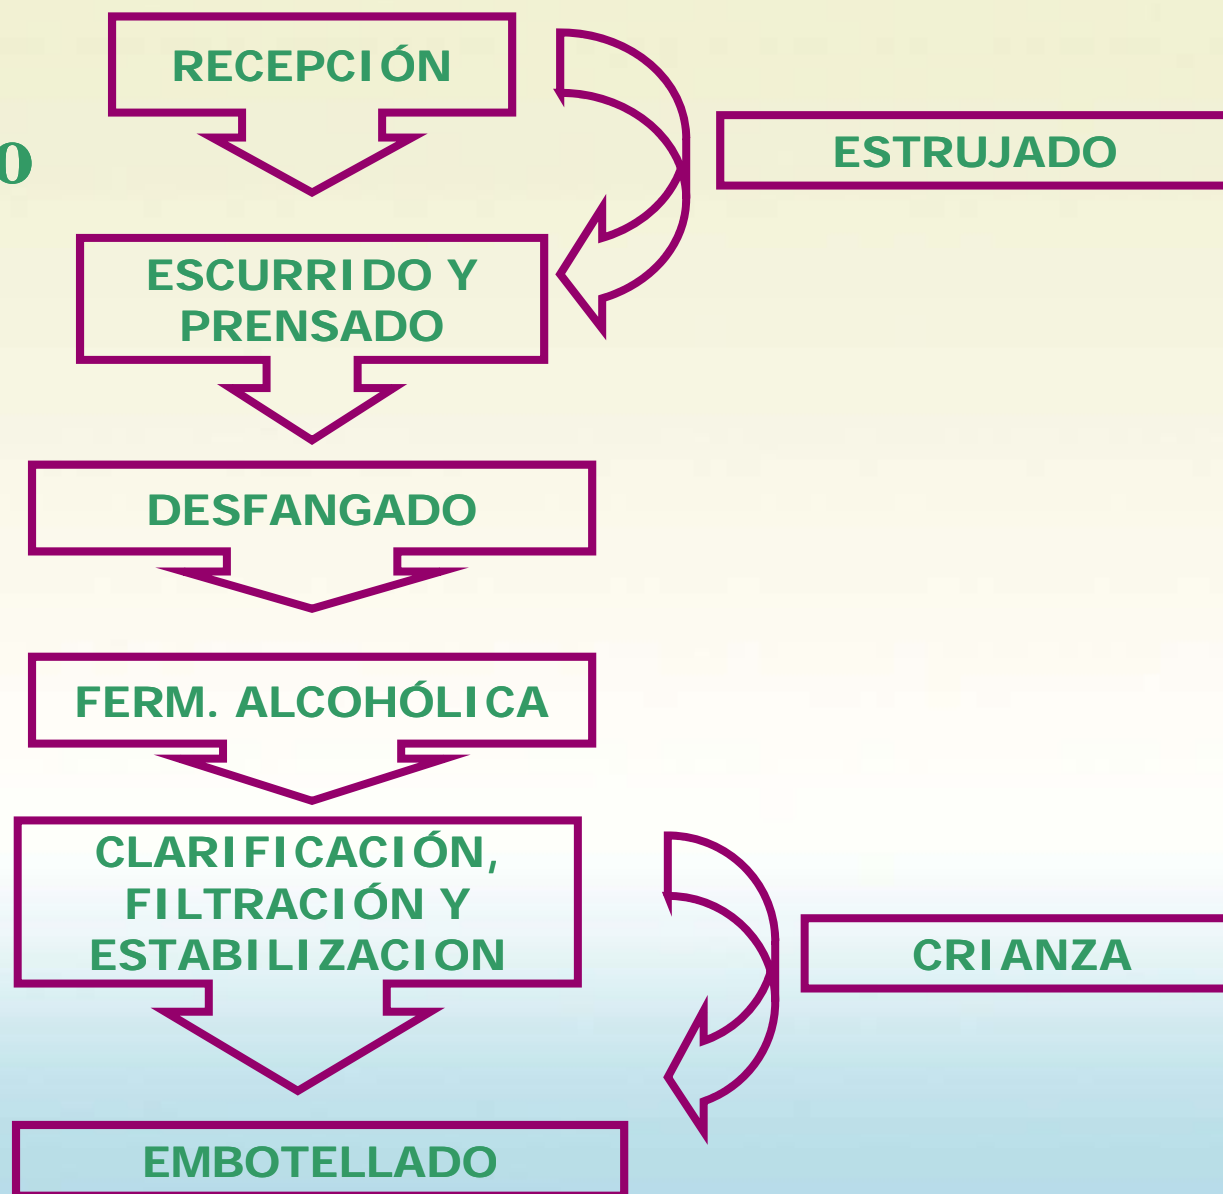 RECEPCIÓN
ESTRUJADO
ESCURRIDO Y
PRENSADO
DESFANGADO
FERM. ALCOHÓLICA
CLARIFICACIÓN,
FILTRACIÓN Y
ESTABILIZACION
CRIANZA
EMBOTELLADO